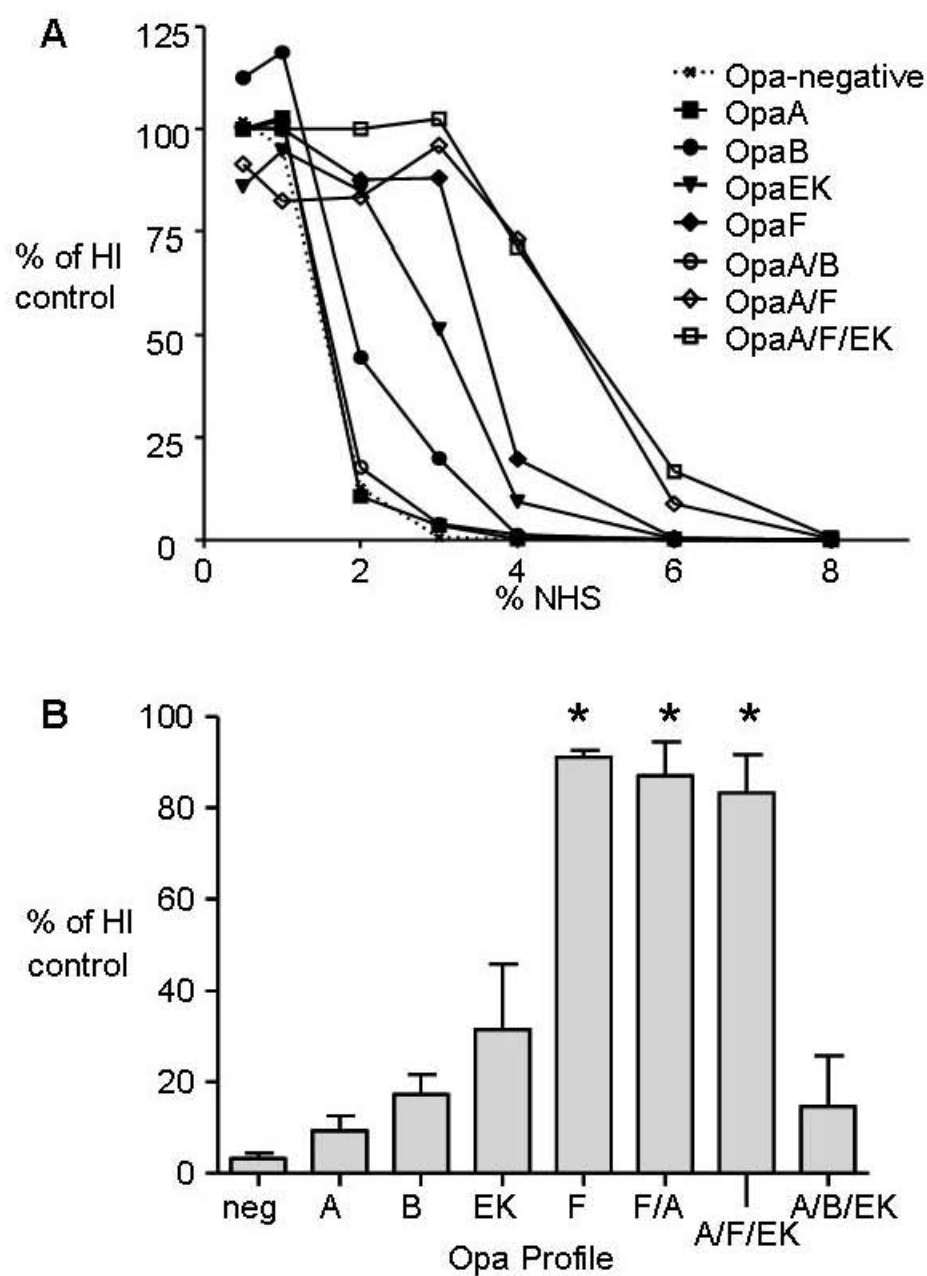 A
125
100
75
50
25
0
% of HI
control
0 2 4 6 8
% NHS
Opa-negative
OpaA
OpaB
OpaEK
OpaF
OpaA/B
OpaA/F
OpaA/F/EK
B
100
80
60
40
20
0
% of HI
control
* * *
neg A B EK F F/A A/F/EK A/B/EK
Opa Profile